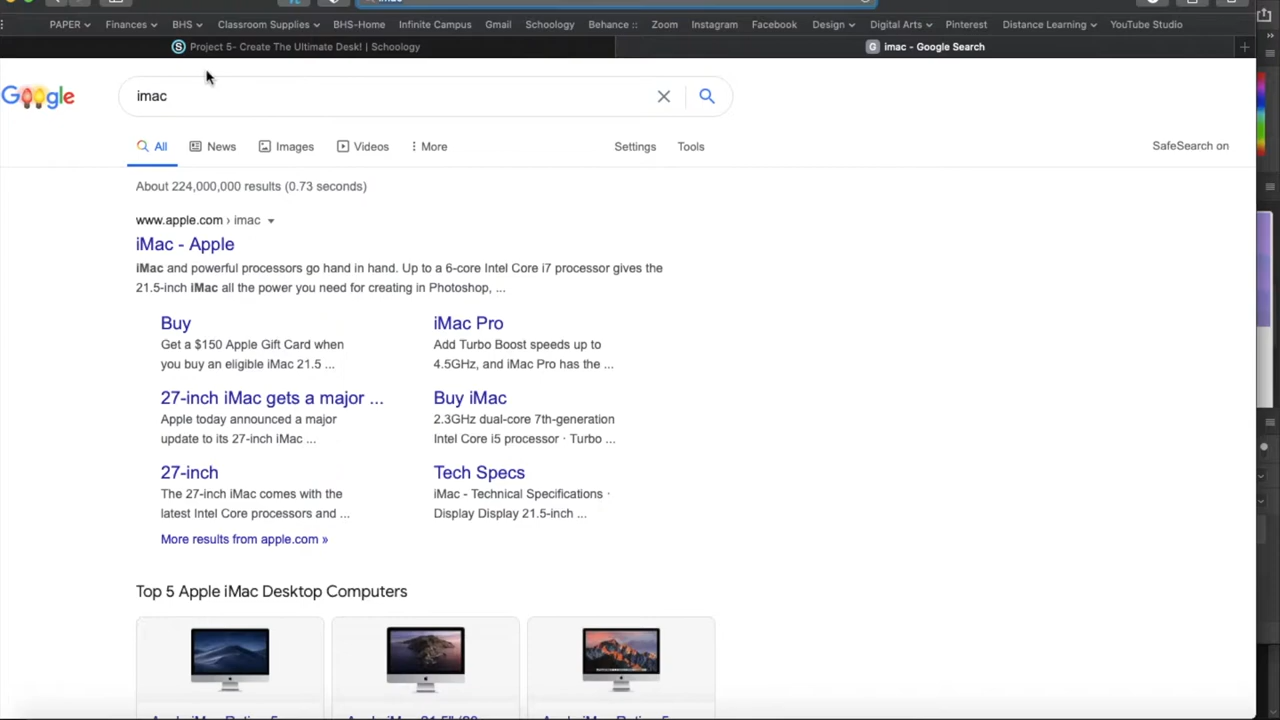 imac
PAPER Finances BHS Classroom Supplies BHS-Home Infinite Campus Gmail Schoology Behance :: Zoom Instagram Facebook Design Digital Arts Pinterest Distance Learning YouTube Studio
Project 5- Create The Ultimate Desk! | Schoology
imac - Google Search
Google
imac
All News Images Videos More Settings Tools SafeSearch on
About 224,000,000 results (0.73 seconds)
www.apple.com › imac
iMac - Apple
iMac and powerful processors go hand in hand. Up to a 6-core Intel Core i7 processor gives the
21.5-inch iMac all the power you need for creating in Photoshop, ...
Buy
Get a $150 Apple Gift Card when
you buy an eligible iMac 21.5 ...
iMac Pro
Add Turbo Boost speeds up to
4.5GHz, and iMac Pro has the ...
27-inch iMac gets a major ...
Apple today announced a major
update to its 27-inch iMac ...
Buy iMac
2.3GHz dual-core 7th-generation
Intel Core i5 processor · Turbo ...
27-inch
The 27-inch iMac comes with the
latest Intel Core processors and ...
Tech Specs
iMac - Technical Specifications ·
Display Display 21.5-inch ...
More results from apple.com »
Top 5 Apple iMac Desktop Computers